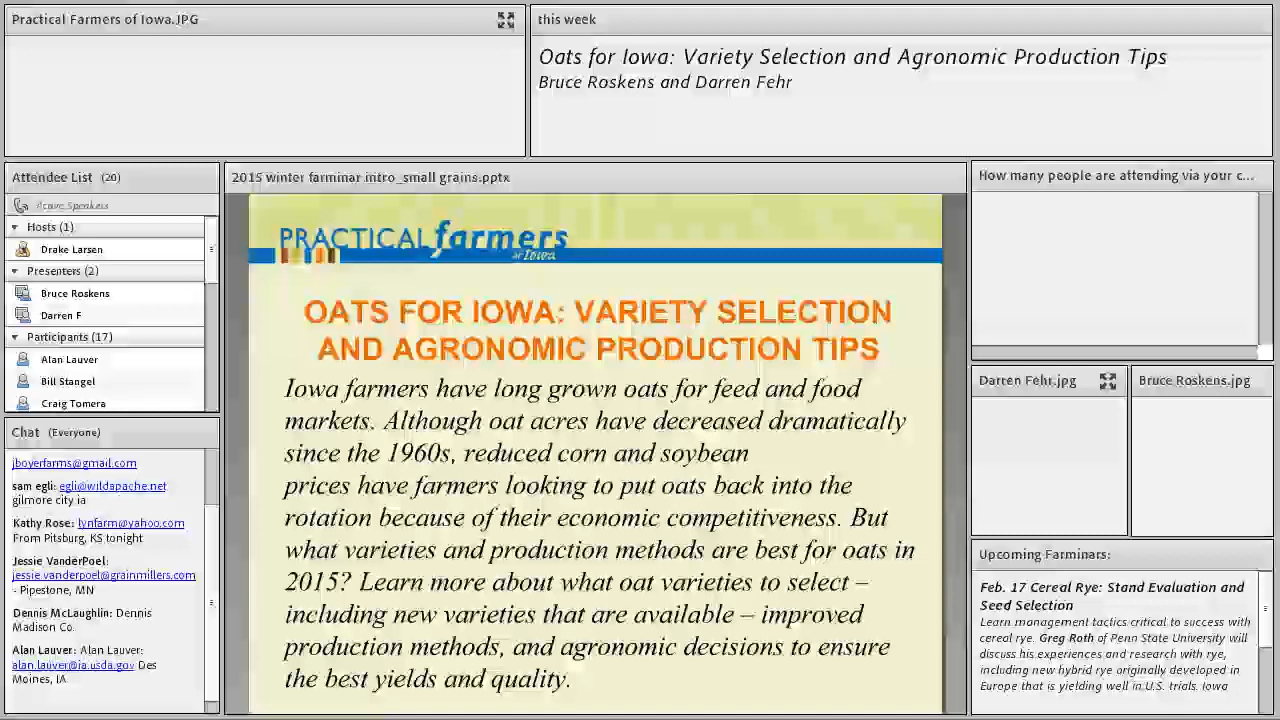 Practical Farmers of Iowa.JPG
this week
Oats for Iowa: Variety Selection and Agronomic Production Tips
Bruce Roskens and Darren Fehr
Attendee List (20)
Active Speakers
Hosts (1)
Drake Larsen
Presenters (2)
Bruce Roskens
Darren F
Participants (17)
Alan Lauver
Bill Stangel
Craig Tomera
Chat (Everyone)
jboyerfarms@gmail.com
sam egli: egli@wildapache.net
gilmore city ia
Kathy Rose: lynfarm@yahoo.com
From Pitsburg, KS tonight
Jessie VanderPoel:
jessie.vanderpoel@grainmillers.com
- Pipestone, MN
Dennis McLaughlin: Dennis
Madison Co.
Alan Lauver: Alan Lauver:
alan.lauver@ia.usda.gov Des
Moines, IA
2015 winter farminar intro_small grains.pptx
PRACTICAL farmers
of Iowa
OATS FOR IOWA: VARIETY SELECTION
AND AGRONOMIC PRODUCTION TIPS
Iowa farmers have long grown oats for feed and food
markets. Although oat acres have decreased dramatically
since the 1960s, reduced corn and soybean
prices have farmers looking to put oats back into the
rotation because of their economic competitiveness. But
what varieties and production methods are best for oats in
2015? Learn more about what oat varieties to select –
including new varieties that are available – improved
production methods, and agronomic decisions to ensure
the best yields and quality.
How many people are attending via your c...
Darren Fehr.jpg
Bruce Roskens.jpg
Upcoming Farminars:
Feb. 17 Cereal Rye: Stand Evaluation and
Seed Selection
Learn management tactics critical to success with
cereal rye. Greg Roth of Penn State University will
discuss his experiences and research with rye,
including new hybrid rye originally developed in
Europe that is yielding well in U.S. trials. Iowa